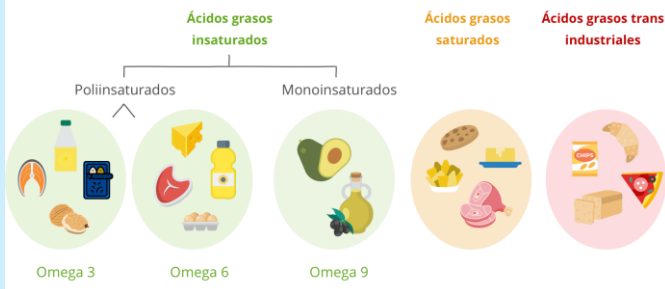 Ácidos grasos
insaturados
Ácidos grasos
saturados
Ácidos grasos trans
industriales
Poliinsaturados
Monoinsaturados
CHIPS
Omega 3
Omega 6
Omega 9